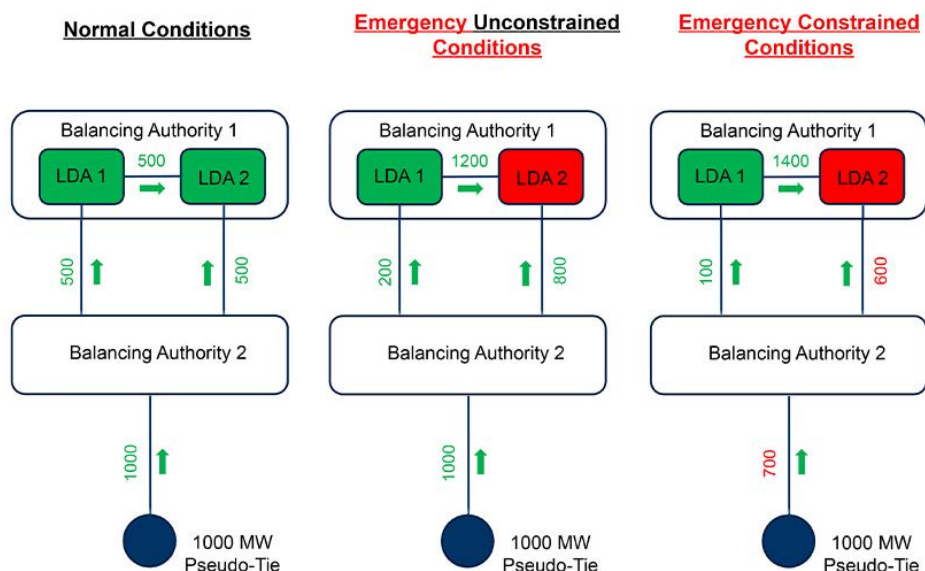 Normal Conditions
Balancing Authority 1
LDA 1
500
LDA 2
500
500
Balancing Authority 2
1000
1000 MW
Pseudo-Tie
Emergency Unconstrained
Conditions
Balancing Authority 1
LDA 1
1200
LDA 2
200
800
Balancing Authority 2
1000
1000 MW
Pseudo-Tie
Emergency Constrained
Conditions
Balancing Authority 1
LDA 1
1400
LDA 2
100
600
Balancing Authority 2
700
1000 MW
Pseudo-Tie